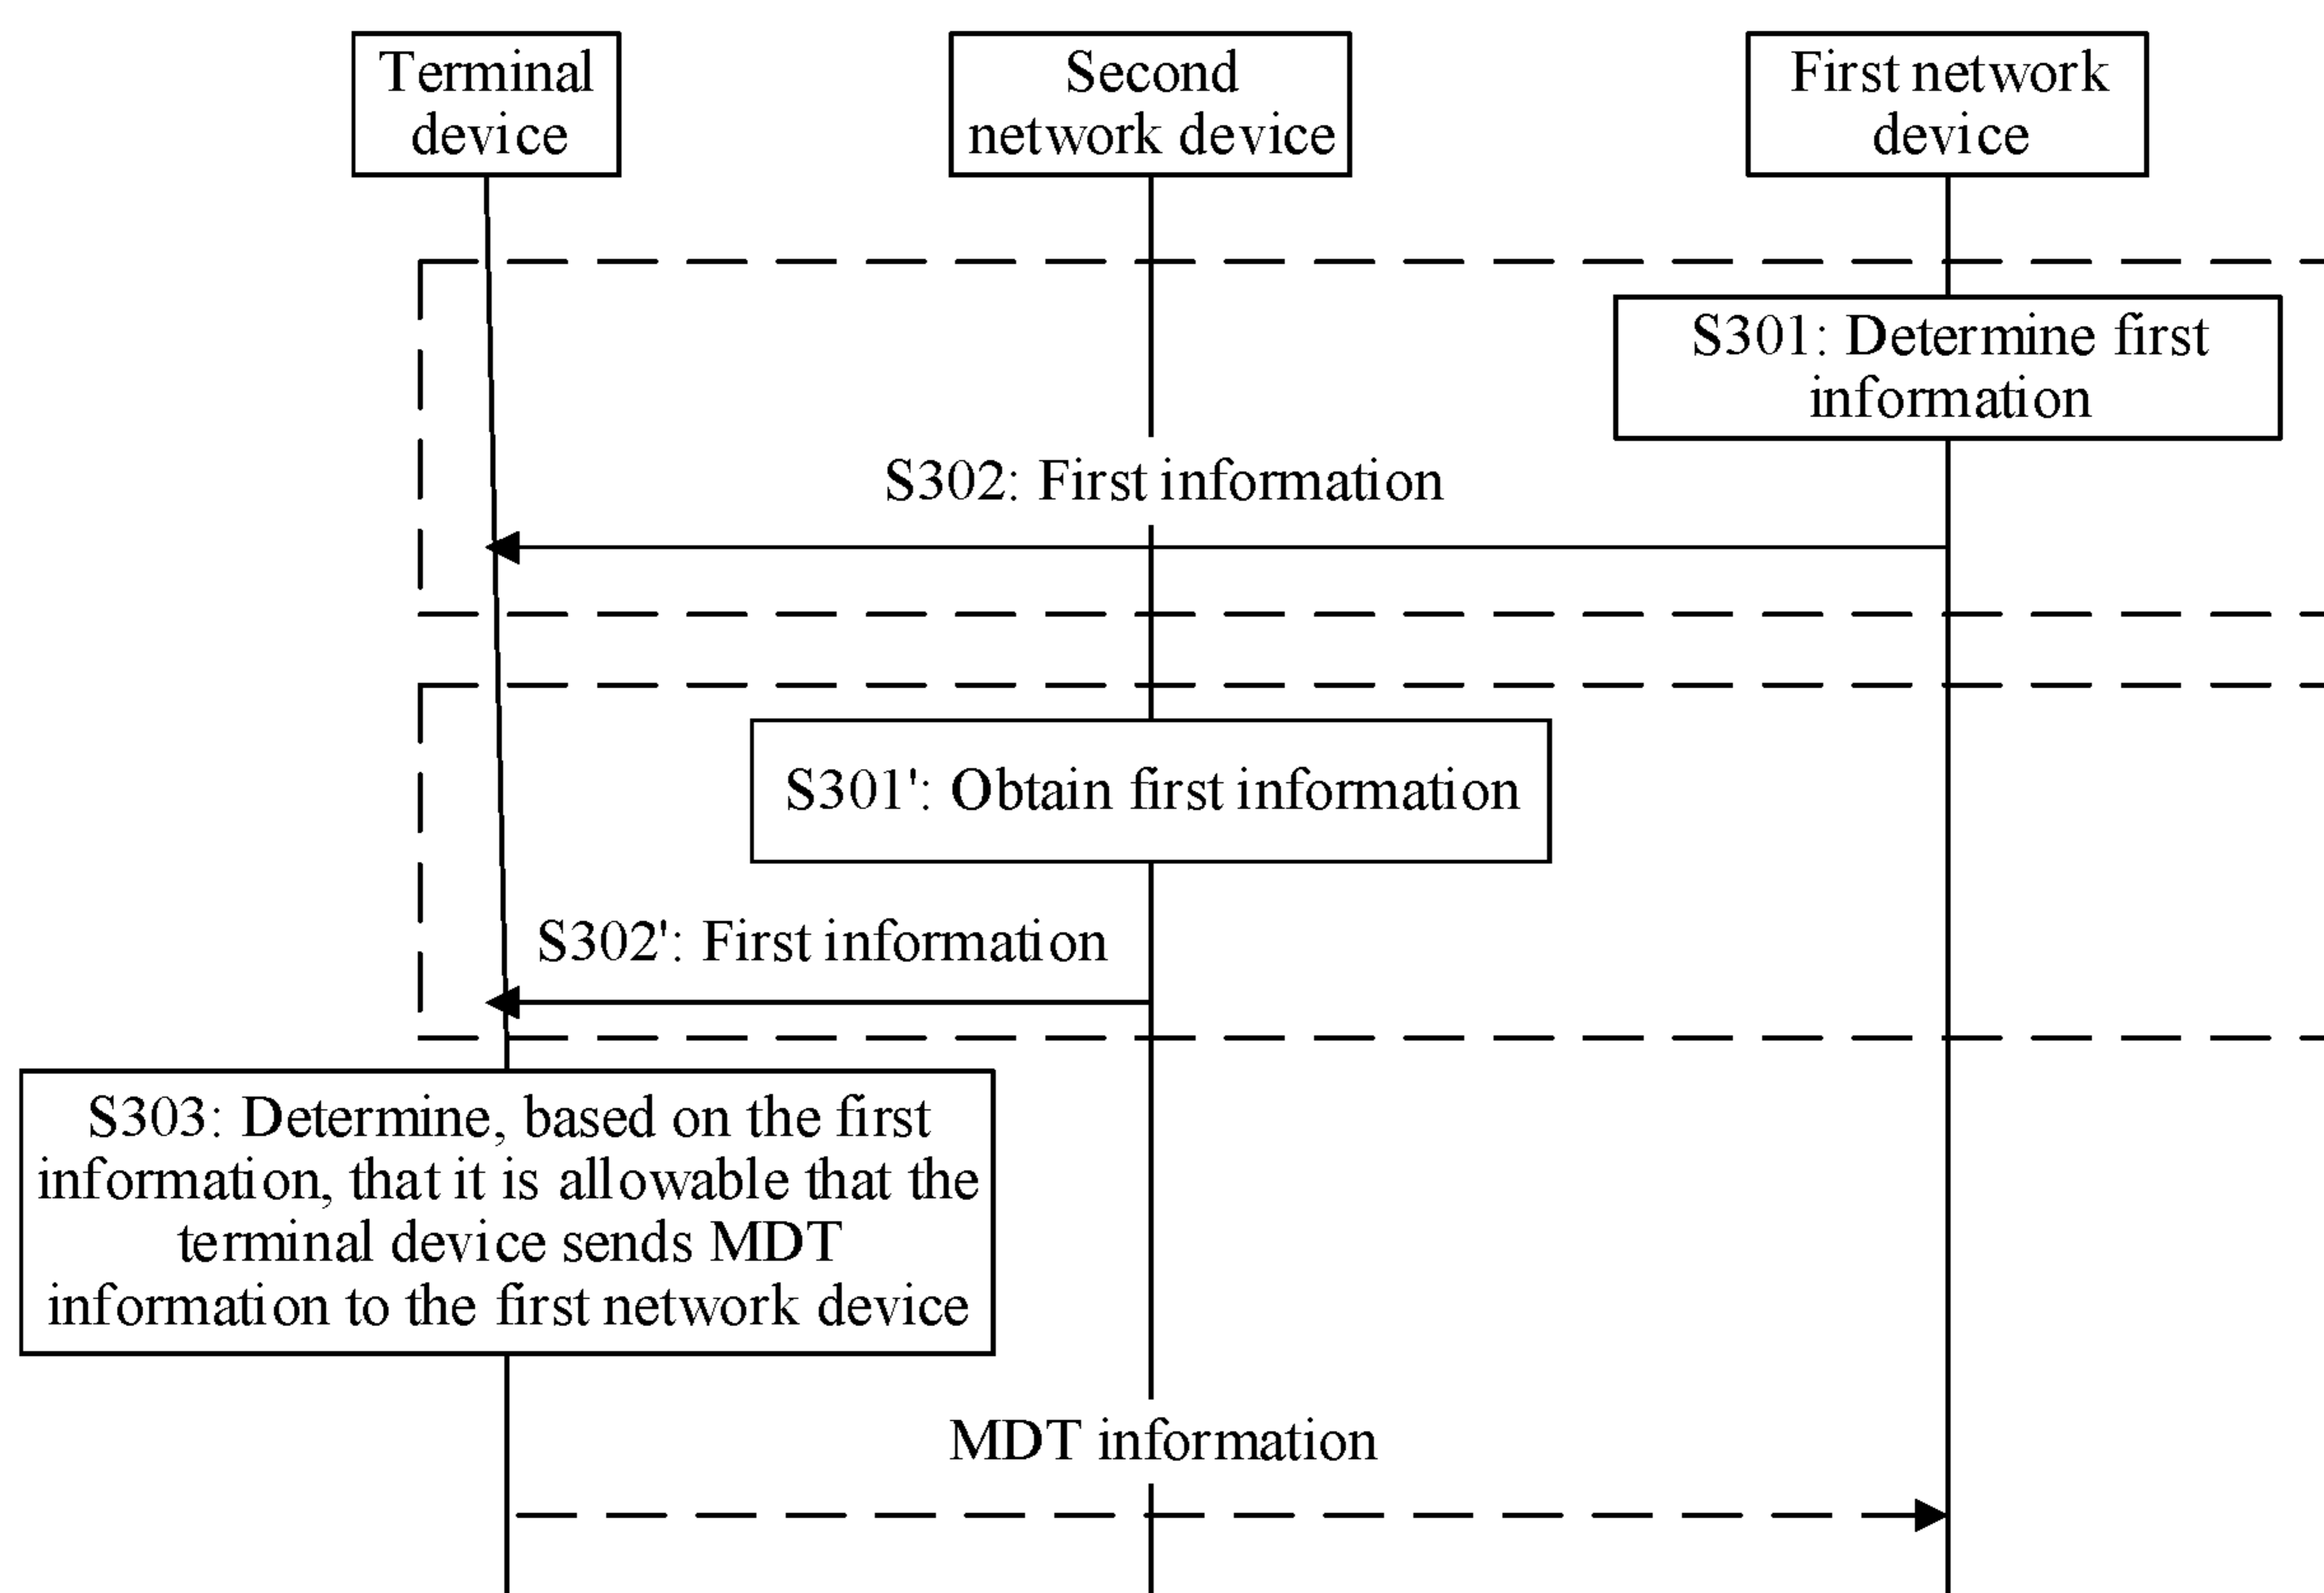 Terminal
device
Second
network device
First network
device
S301: Determine first
information
S302: First information
S301': Obtain first information
S302': First information
S303: Determine, based on the first
information, that it is allowable that the
terminal device sends MDT
information to the first network device
MDT information